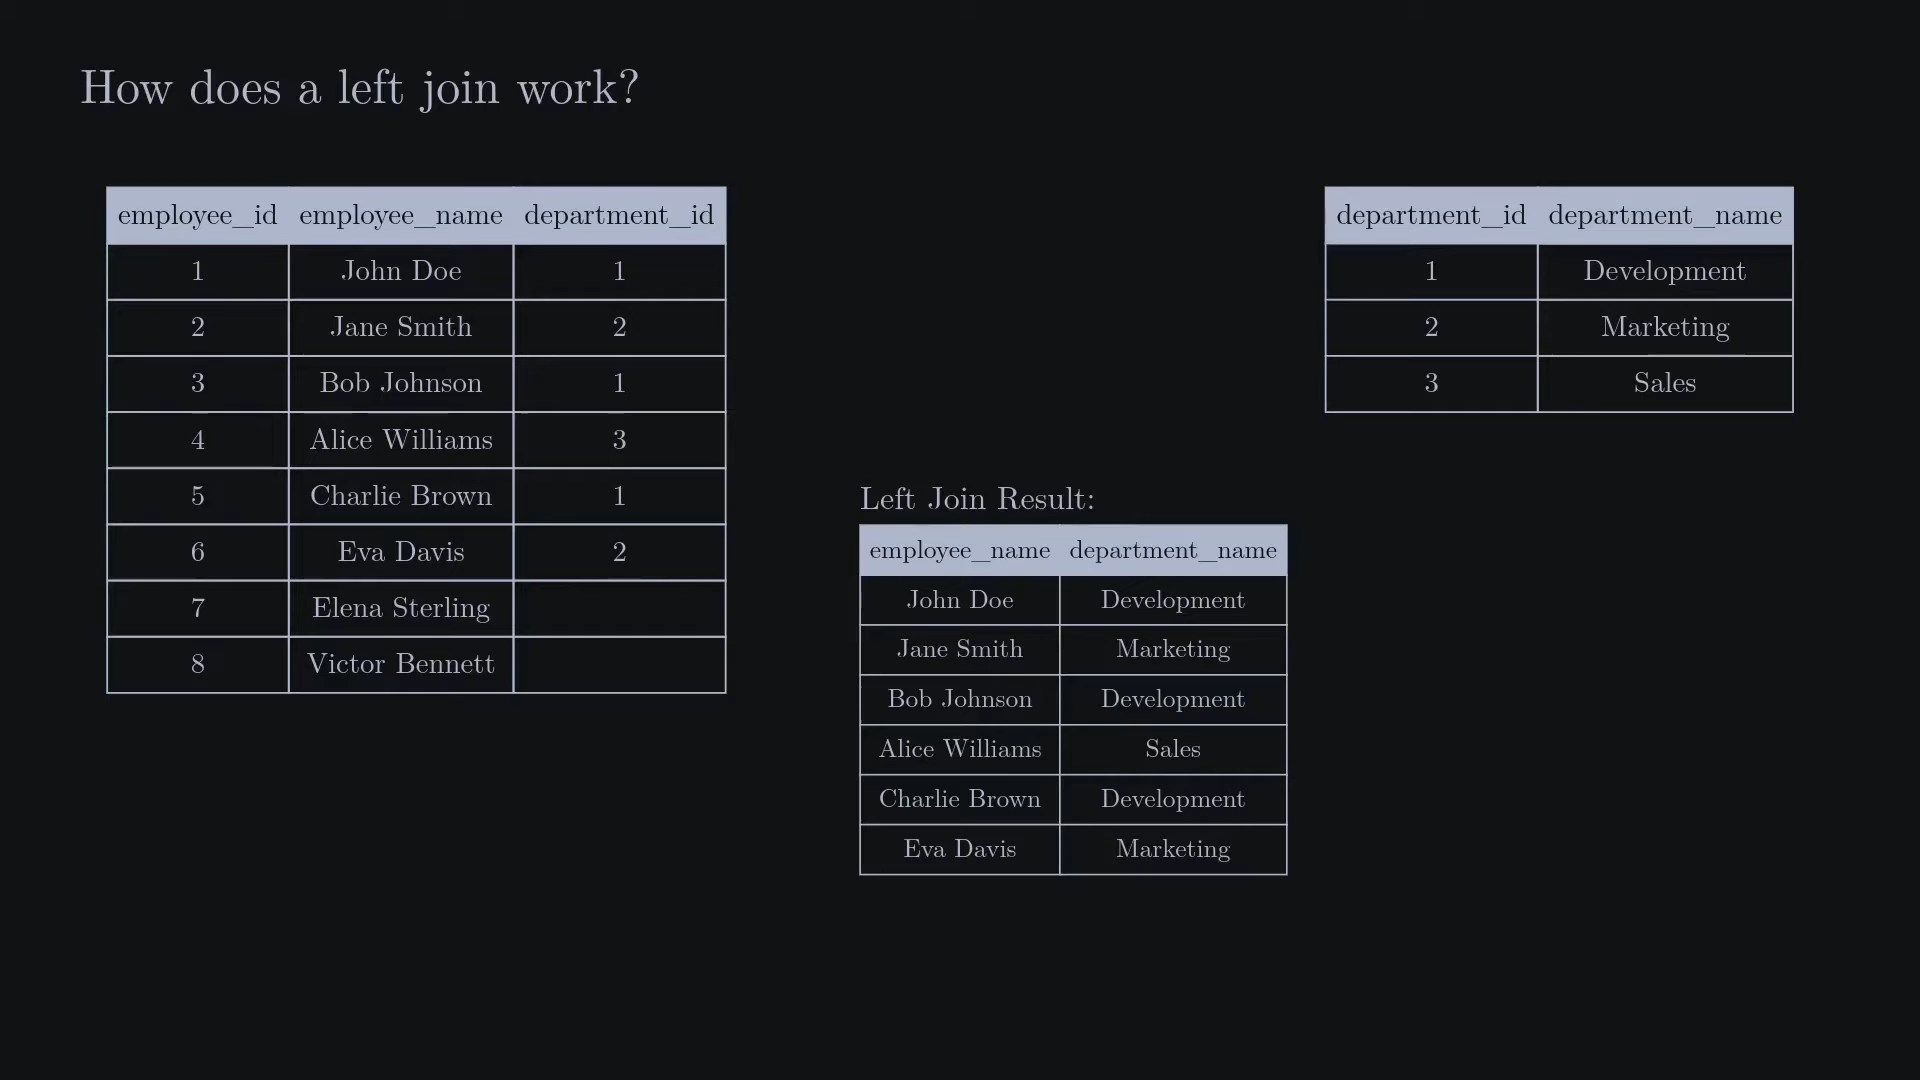 How does a left join work?
employee_id employee_name department_id
1 John Doe 1
2 Jane Smith 2
3 Bob Johnson 1
4 Alice Williams 3
5 Charlie Brown 1
6 Eva Davis 2
7 Elena Sterling
8 Victor Bennett
department_id department_name
1 Development
2 Marketing
3 Sales
Left Join Result:
employee_name department_name
John Doe Development
Jane Smith Marketing
Bob Johnson Development
Alice Williams Sales
Charlie Brown Development
Eva Davis Marketing